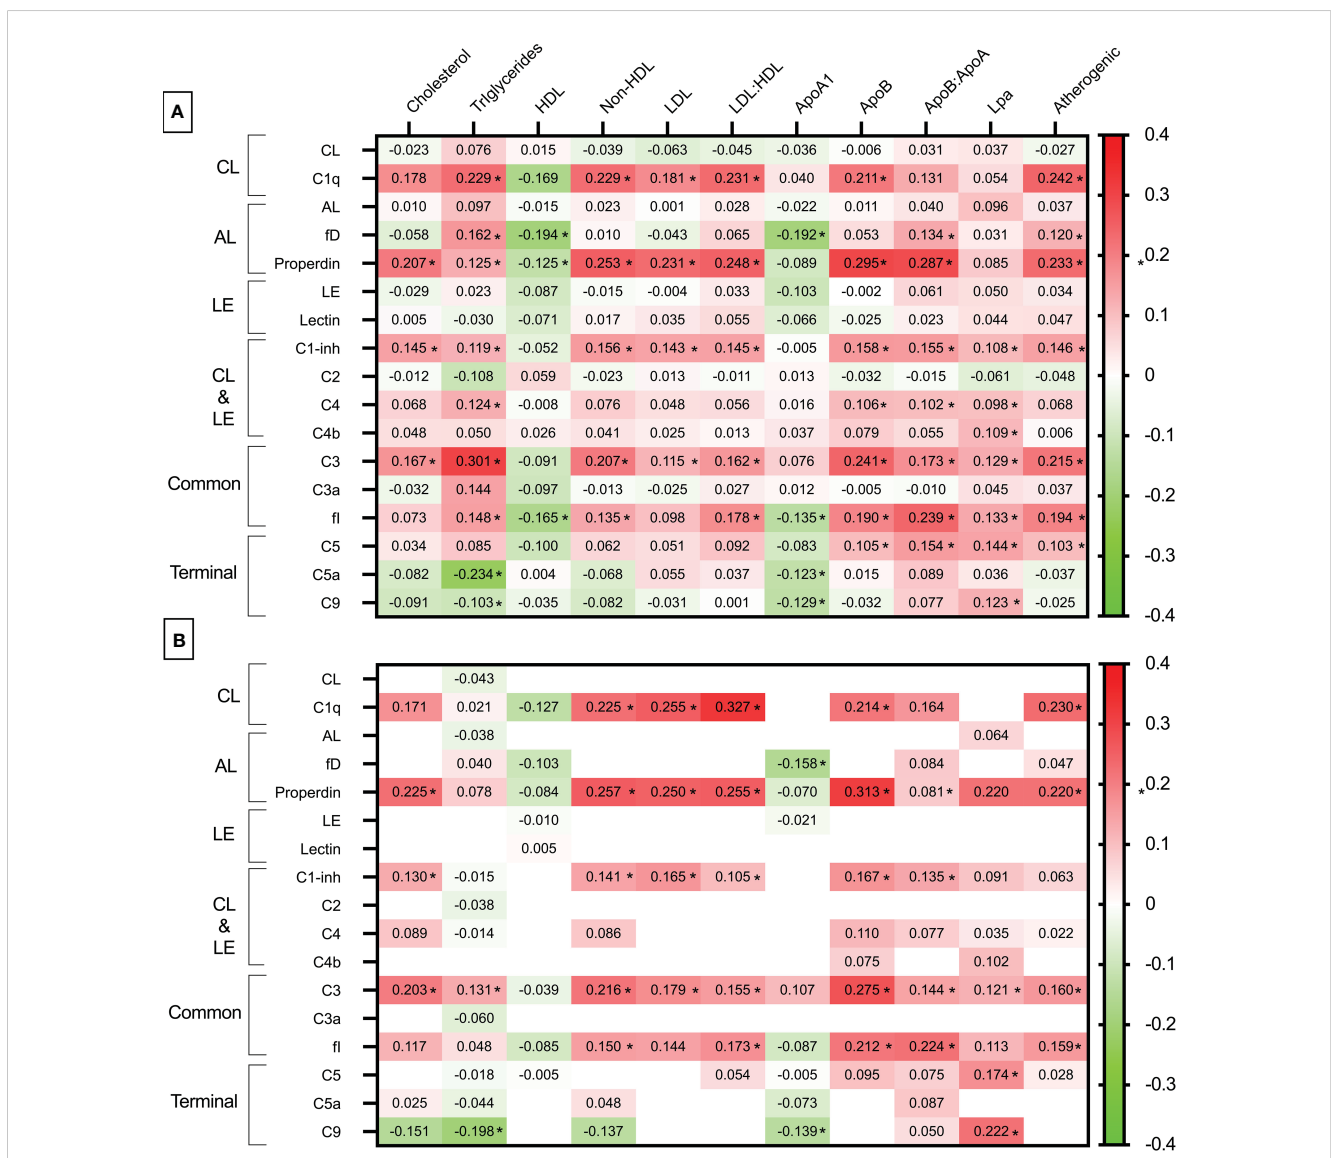 A
Cholesterol Triglycerides HDL Non-HDL LDL LDL:HDL ApoA1 ApoB ApoB:ApoA Lpa Atherogenic
CL
AL
LE
CL
&
LE
Common
Terminal
CL -0.023 0.076 0.015 -0.039 -0.063 -0.045 -0.036 -0.006 0.031 0.037 -0.027
C1q 0.178 0.229 * -0.169 0.229 * 0.181 * 0.231 * 0.040 0.211 * 0.131 0.054 0.242 *
AL 0.010 0.097 -0.015 0.023 0.001 0.028 -0.022 0.011 0.040 0.096 0.037
fD -0.058 0.162 * -0.194 * 0.010 -0.043 0.065 -0.192 * 0.053 0.134 * 0.031 0.120 *
Properdin 0.207 * 0.125 * -0.125 * 0.253 * 0.231 * 0.248 * -0.089 0.295 * 0.287 * 0.085 0.233 *
LE -0.029 0.023 -0.087 -0.015 -0.004 0.033 -0.103 -0.002 0.061 0.050 0.034
Lectin 0.005 -0.030 -0.071 0.017 0.035 0.055 -0.066 -0.025 0.023 0.044 0.047
C1-inh 0.145 * 0.119 * -0.052 0.156 * 0.143 * 0.145 * -0.005 0.158 * 0.155 * 0.108 * 0.146 *
C2 -0.012 -0.108 0.059 -0.023 0.013 -0.011 0.013 -0.032 -0.015 -0.061 -0.048
C4 0.068 0.124 * -0.008 0.076 0.048 0.056 0.016 0.106 * 0.102 * 0.098 * 0.068
C4b 0.048 0.050 0.026 0.041 0.025 0.013 0.037 0.079 0.055 0.109 * 0.006
C3 0.167 * 0.301 * -0.091 0.207 * 0.115 * 0.162 * 0.076 0.241 * 0.173 * 0.129 * 0.215 *
C3a -0.032 0.144 -0.097 -0.013 -0.025 0.027 0.012 -0.005 -0.010 0.045 0.037
fI 0.073 0.148 * -0.165 * 0.135 * 0.098 0.178 * -0.135 * 0.190 * 0.239 * 0.133 * 0.194 *
C5 0.034 0.085 -0.100 0.062 0.051 0.092 -0.083 0.105 * 0.154 * 0.144 * 0.103 *
C5a -0.082 -0.234 * 0.004 -0.068 0.055 0.037 -0.123 * 0.015 0.089 0.036 -0.037
C9 -0.091 -0.103 * -0.035 -0.082 -0.031 0.001 -0.129 * -0.032 0.077 0.123 * -0.025
0.4
0.3
* 0.2
0.1
0
-0.1
-0.2
-0.3
-0.4
B
CL
AL
LE
CL
&
LE
Common
Terminal
CL -0.043
C1q 0.171 0.021 -0.127 0.225 * 0.255 * 0.327 * 0.214 * 0.164 0.230 *
AL -0.038 0.064
fD 0.040 -0.103 -0.158 * 0.084 0.047
Properdin 0.225 * 0.078 -0.084 0.257 * 0.250 * 0.255 * -0.070 0.313 * 0.081 * 0.220 0.220 *
LE -0.010 -0.021
Lectin 0.005
C1-inh 0.130 * -0.015 0.141 * 0.165 * 0.105 * 0.167 * 0.135 * 0.091 0.063
C2 -0.038
C4 0.089 -0.014 0.086 0.110 0.077 0.035 0.022
C4b 0.075 0.102
C3 0.203 * 0.131 * -0.039 0.216 * 0.179 * 0.155 * 0.107 0.275 * 0.144 * 0.121 * 0.160 *
C3a -0.060
fI 0.117 0.048 -0.085 0.150 * 0.144 0.173 * -0.087 0.212 * 0.224 * 0.113 0.159 *
C5 -0.018 -0.005 0.054 -0.005 0.095 0.075 0.174 * 0.028
C5a 0.025 -0.044 0.048 -0.073 0.087
C9 -0.151 -0.198 * -0.137 -0.139 * 0.050 0.222 *
0.4
0.3
* 0.2
0.1
0
-0.1
-0.2
-0.3
-0.4